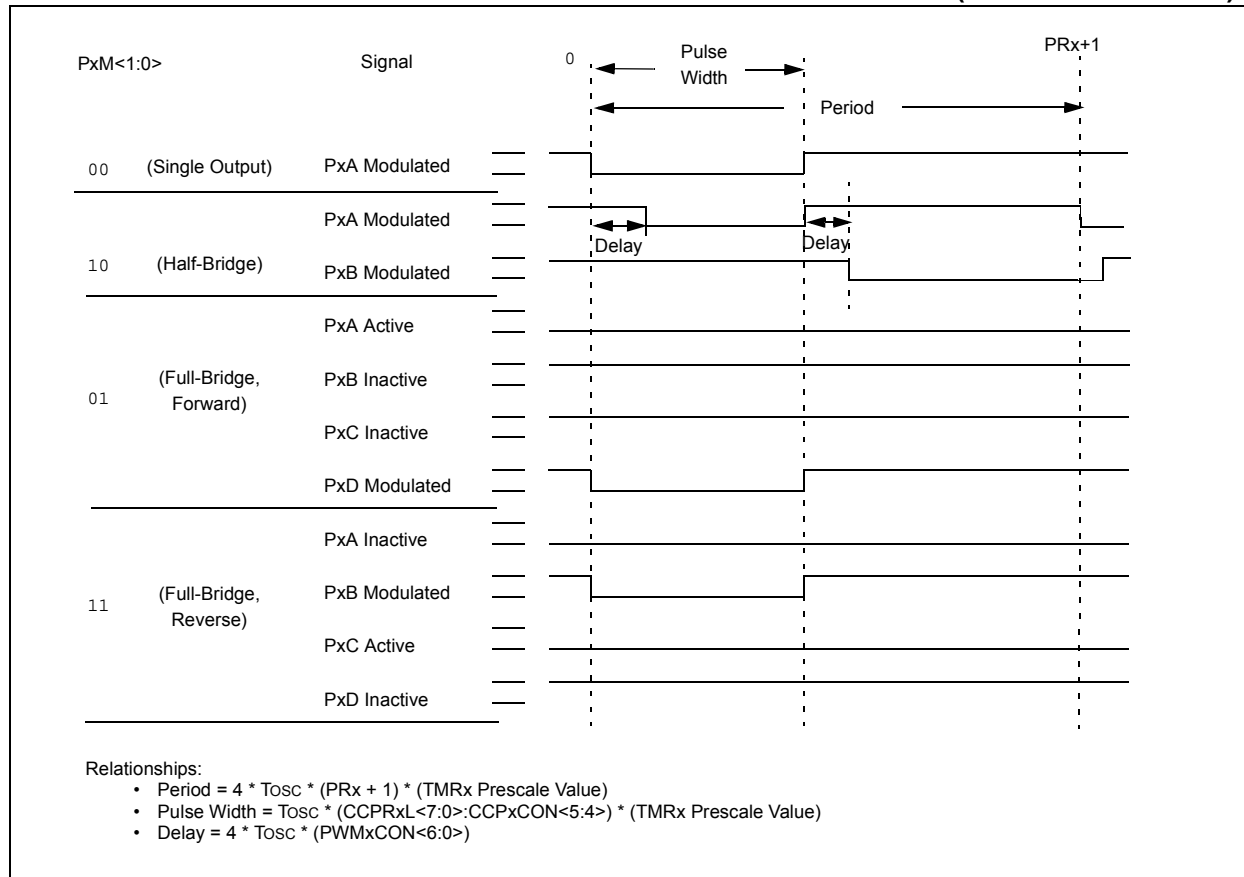 PxM<1:0>
Signal
0
Pulse
Width
PRx+1
Period
00
(Single Output)
PxA Modulated
PxA Modulated
Delay
Delay
10
(Half-Bridge)
PxB Modulated
PxA Active
01
(Full-Bridge,
Forward)
PxB Inactive
PxC Inactive
PxD Modulated
PxA Inactive
11
(Full-Bridge,
Reverse)
PxB Modulated
PxC Active
PxD Inactive
Relationships:
• Period = 4 * TOSC * (PRx + 1) * (TMRx Prescale Value)
• Pulse Width = TOSC * (CCPRxL<7:0>:CCPxCON<5:4>) * (TMRx Prescale Value)
• Delay = 4 * TOSC * (PWMxCON<6:0>)